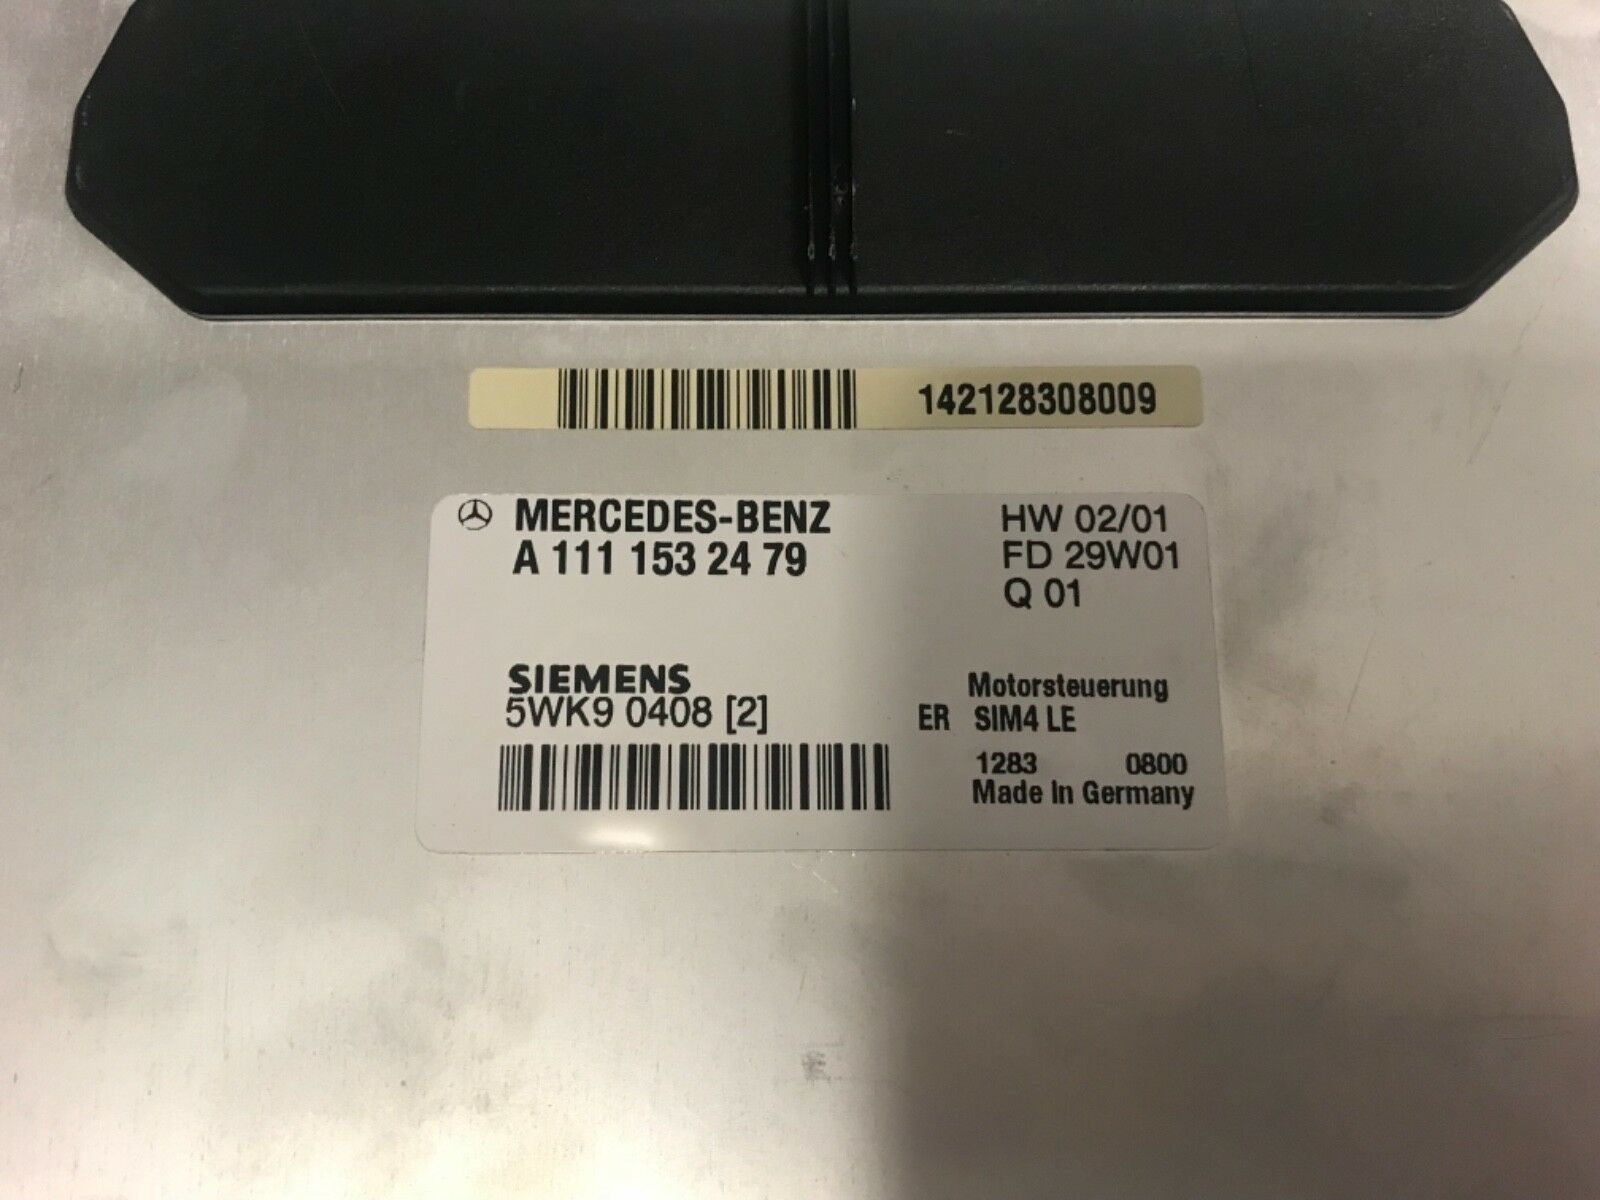 142128308009
MERCEDES-BENZ
A 111 153 24 79
HW 02/01
FD 29W01
Q 01
SIEMENS
5WK9 0408 [2]
Motorsteuerung
ER SIM4 LE
1283 0800
Made In Germany